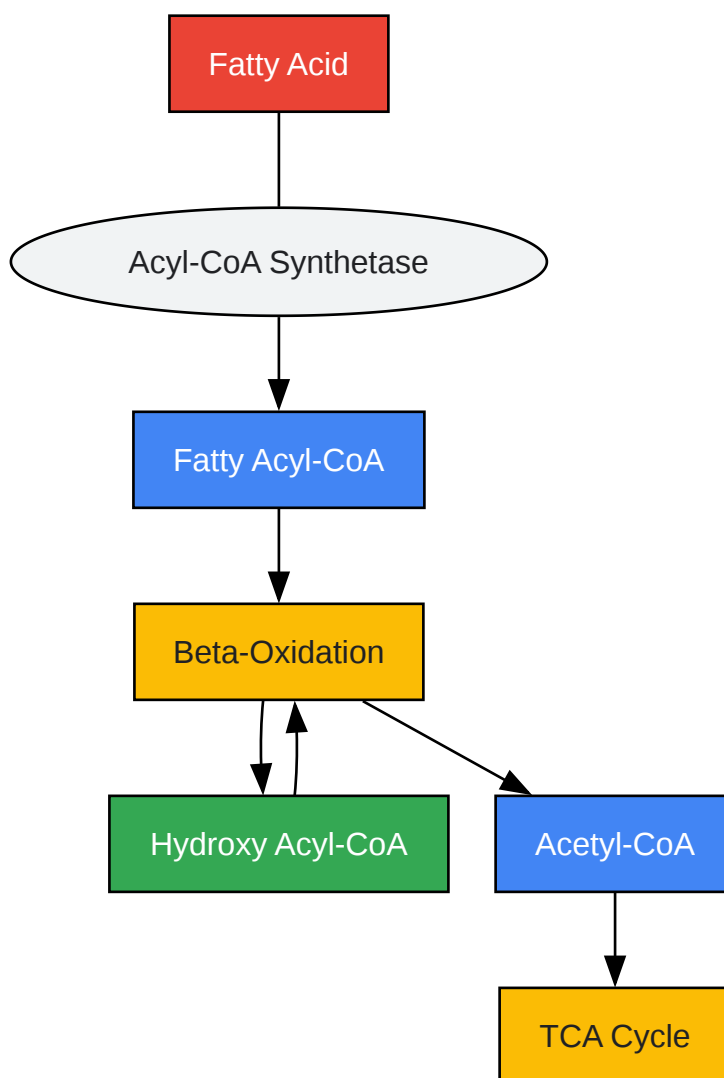 Fatty Acid
Acyl-CoA Synthetase
Fatty Acyl-CoA
Beta-Oxidation
Hydroxy Acyl-CoA
Acetyl-CoA
TCA Cycle